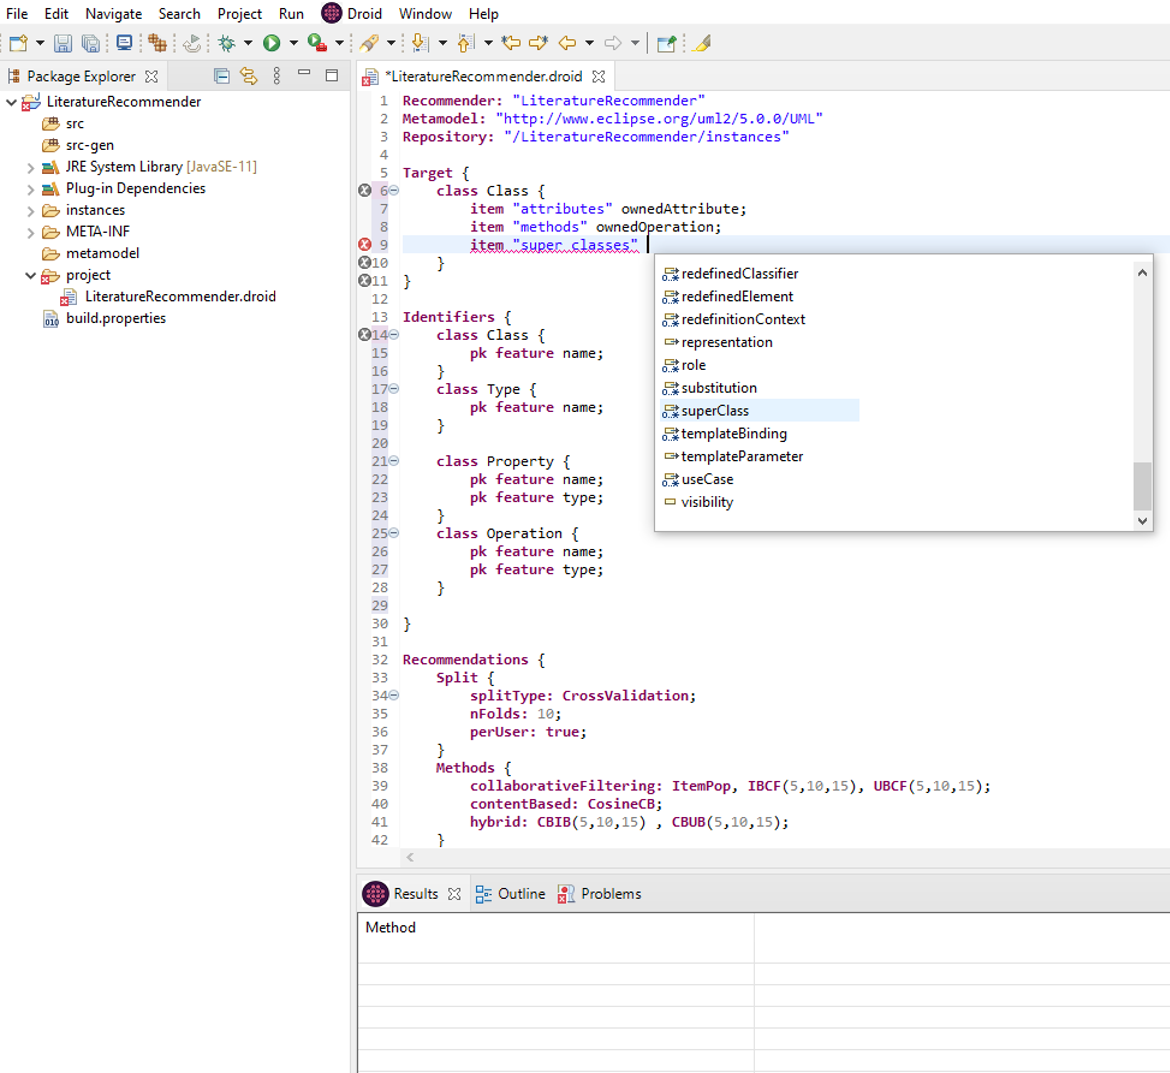 File Edit Navigate Search Project Run Droid Window Help
Package Explorer
LiteratureRecommender
src
src-gen
JRE System Library [JavaSE-11]
Plug-in Dependencies
instances
META-INF
metamodel
project
LiteratureRecommender.droid
010 build.properties
*LiteratureRecommender.droid
1 Recommender: "LiteratureRecommender"
2 Metamodel: "http://www.eclipse.org/uml2/5.0.0/UML"
3 Repository: "/LiteratureRecommender/instances"
4
5 Target {
6 class Class {
7 item "attributes" ownedAttribute;
8 item "methods" ownedOperation;
9 item "super classes"
10 }
11 }
12
13 Identifiers {
14 class Class {
15 pk feature name;
16 }
17 class Type {
18 pk feature name;
19 }
20
21 class Property {
22 pk feature name;
23 pk feature type;
24 }
25 class Operation {
26 pk feature name;
27 pk feature type;
28 }
29
30 }
31
32 Recommendations {
33 Split {
34 splitType: CrossValidation;
35 nFolds: 10;
36 perUser: true;
37 }
38 Methods {
39 collaborativeFiltering: ItemPop, IBCF(5,10,15), UBCF(5,10,15);
40 contentBased: CosineCB;
41 hybrid: CBIB(5,10,15) , CBUB(5,10,15);
42 }
redefinedClassifier
redefinedElement
redefinitionContext
representation
role
substitution
superClass
templateBinding
templateParameter
useCase
visibility
Results Outline Problems
Method